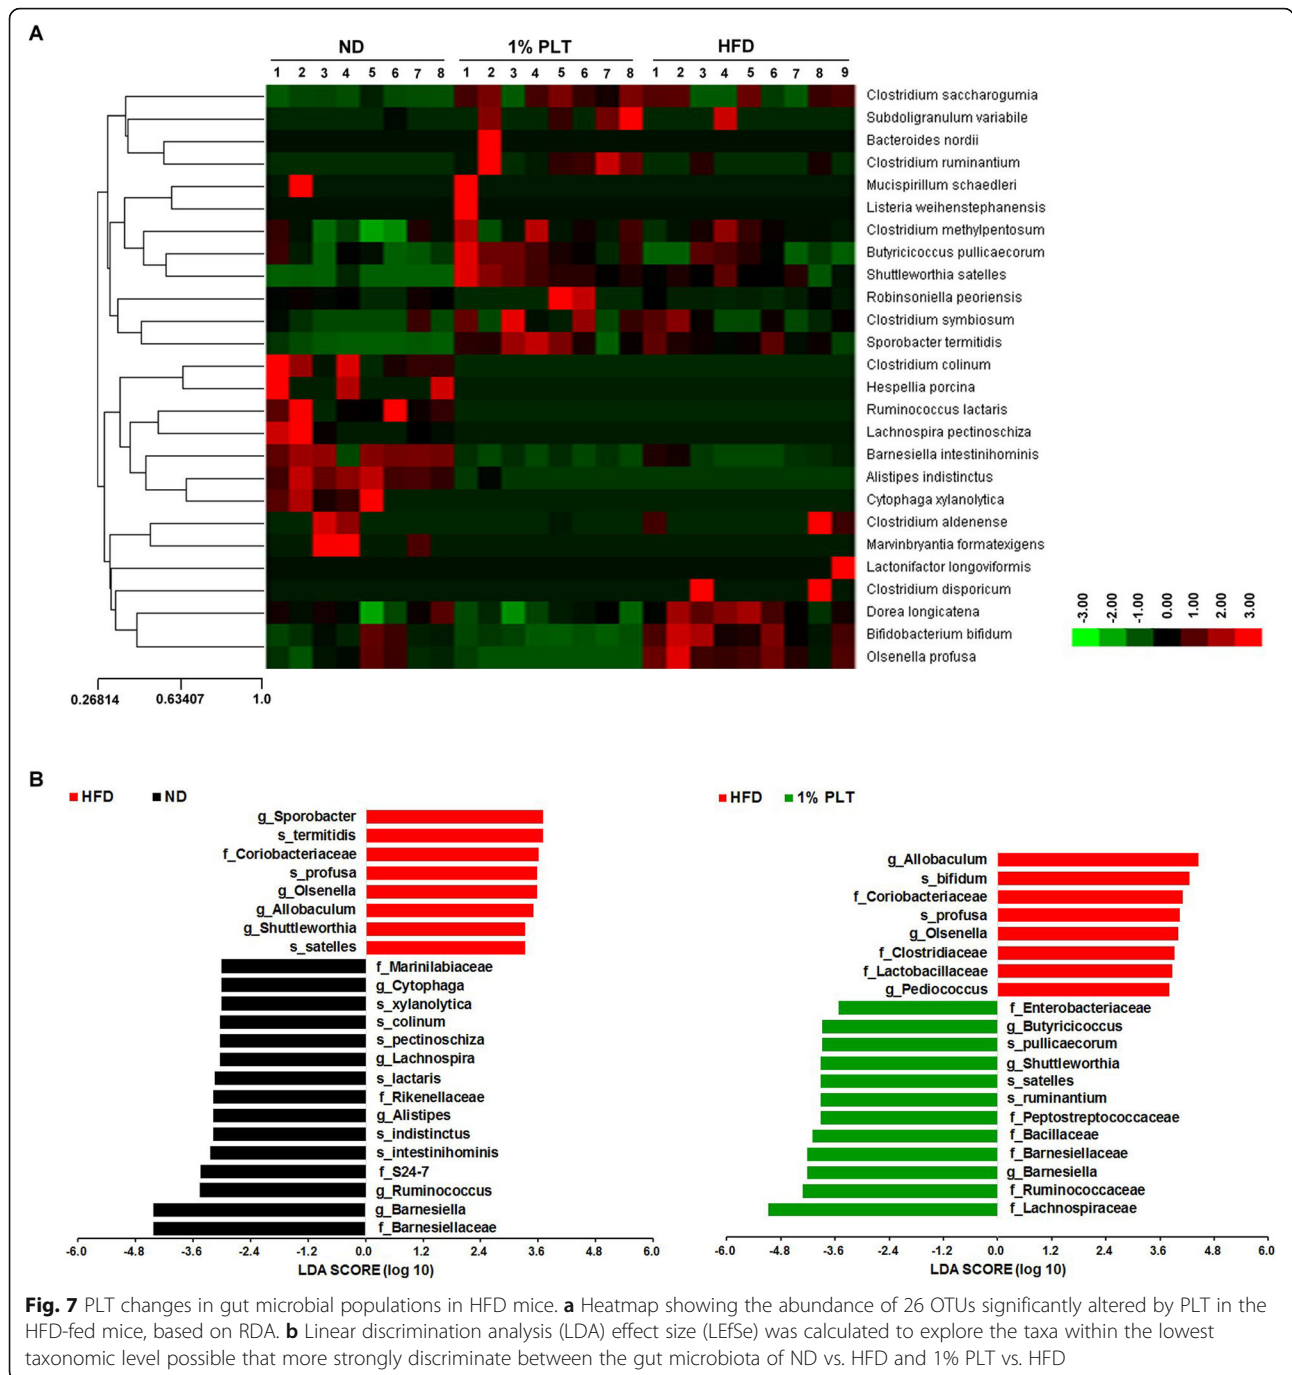 A
ND 1% PLT HFD
1 2 3 4 5 6 7 8 1 2 3 4 5 6 7 8 1 2 3 4 5 6 7 8 9
Clostridium saccharogumia
Subdoligranulum variabile
Bacteroides nordii
Clostridium ruminantium
Mucispirillum schaedleri
Listeria weihenstephanensis
Clostridium methylpentosum
Butyricicoccus pullicaecorum
Shuttleworthia satelles
Robinsoniella peoriensis
Clostridium symbiosum
Sporobacter termitidis
Clostridium colinum
Hespellia porcina
Ruminococcus lactaris
Lachnospira pectinoschiza
Barnesiella intestinihominis
Alistipes indistinctus
Cytophaga xylanolytica
Clostridium aldenense
Marvinbryantia formatexigens
Lactonifactor longoviformis
Clostridium disporicum
Dorea longicatena
Bifidobacterium bifidum
Olsenella profusa
-3.00 -2.00 -1.00 0.00 1.00 2.00 3.00
0.26814 0.63407 1.0
B
HFD ND
g_Sporobacter
s_termitidis
f_Coriobacteriaceae
s_profusa
g_Olsenella
g_Allobaculum
g_Shuttleworthia
s_satelles
f_Marinilabiaceae
g_Cytophaga
s_xylanolytica
s_colinum
s_pectinoschiza
g_Lachnospira
s_lactaris
f_Rikenellaceae
g_Alistipes
s_indistinctus
s_intestinihominis
f_S24-7
g_Ruminococcus
g_Barnesiella
f_Barnesiellaceae
-6.0 -4.8 -3.6 -2.4 -1.2 0.0 1.2 2.4 3.6 4.8 6.0
LDA SCORE (log 10)
HFD 1% PLT
g_Allobaculum
s_bifidum
f_Coriobacteriaceae
s_profusa
g_Olsenella
f_Clostridiaceae
f_Lactobacillaceae
g_Pediococcus
f_Enterobacteriaceae
g_Butyricicoccus
s_pullicaecorum
g_Shuttleworthia
s_satelles
s_ruminantium
f_Peptostreptococcaceae
f_Bacillaceae
f_Barnesiellaceae
g_Barnesiella
f_Ruminococcaceae
f_Lachnospiraceae
-6.0 -4.8 -3.6 -2.4 -1.2 0.0 1.2 2.4 3.6 4.8 6.0
LDA SCORE (log 10)
Fig. 7 PLT changes in gut microbial populations in HFD mice. a Heatmap showing the abundance of 26 OTUs significantly altered by PLT in the
HFD-fed mice, based on RDA. b Linear discrimination analysis (LDA) effect size (LEfSe) was calculated to explore the taxa within the lowest
taxonomic level possible that more strongly discriminate between the gut microbiota of ND vs. HFD and 1% PLT vs. HFD